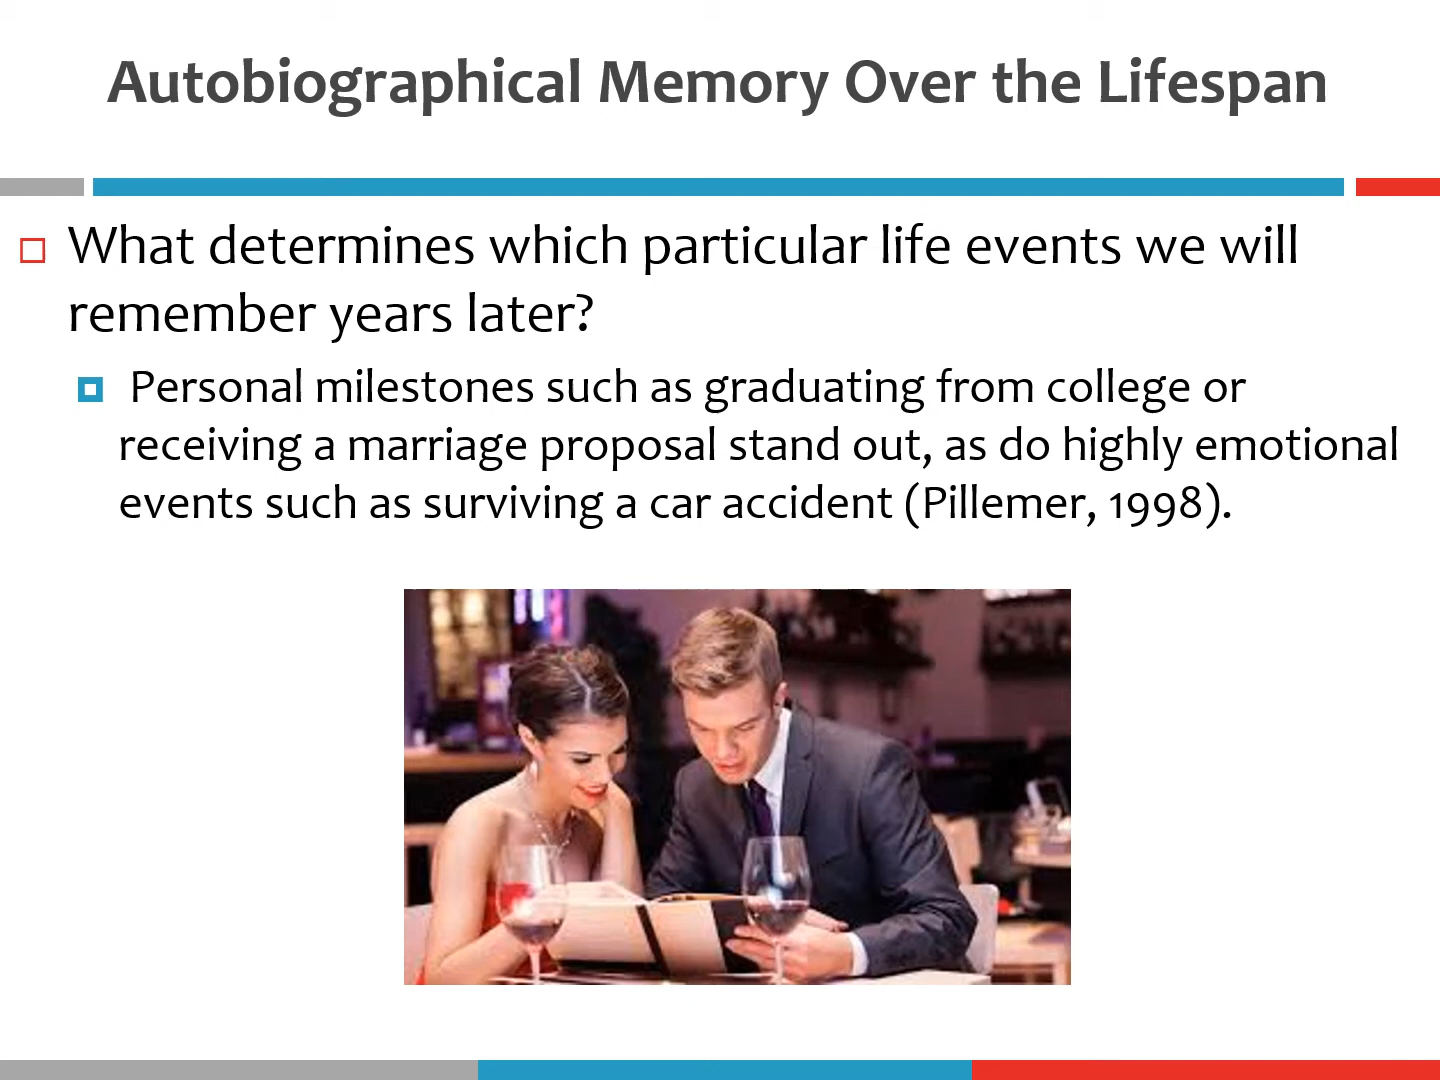 Autobiographical Memory Over the Lifespan
What determines which particular life events we will
remember years later?
Personal milestones such as graduating from college or
receiving a marriage proposal stand out, as do highly emotional
events such as surviving a car accident (Pillemer, 1998).